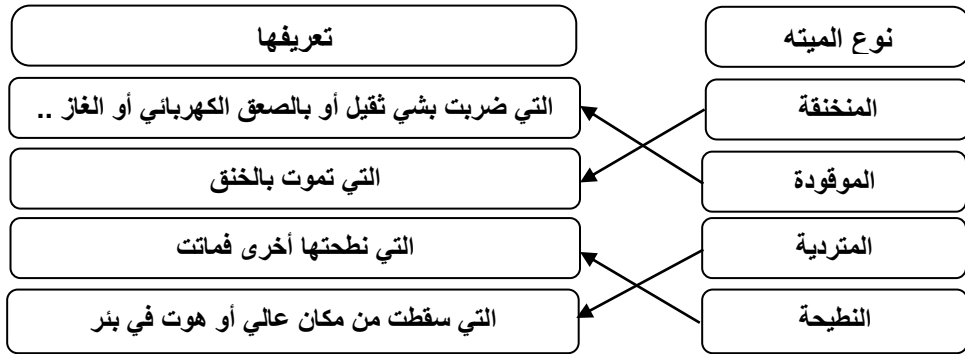 نوع الميته
تعريفها
المنخنقة
التي ضربت بشي ثقيل أو بالصعق الكهربائي أو الغاز ..
الموقودة
التي تموت بالخنق
المتردية
التي نطحتها أخرى فماتت
النطيحة
التي سقطت من مكان عالي أو هوت في بئر